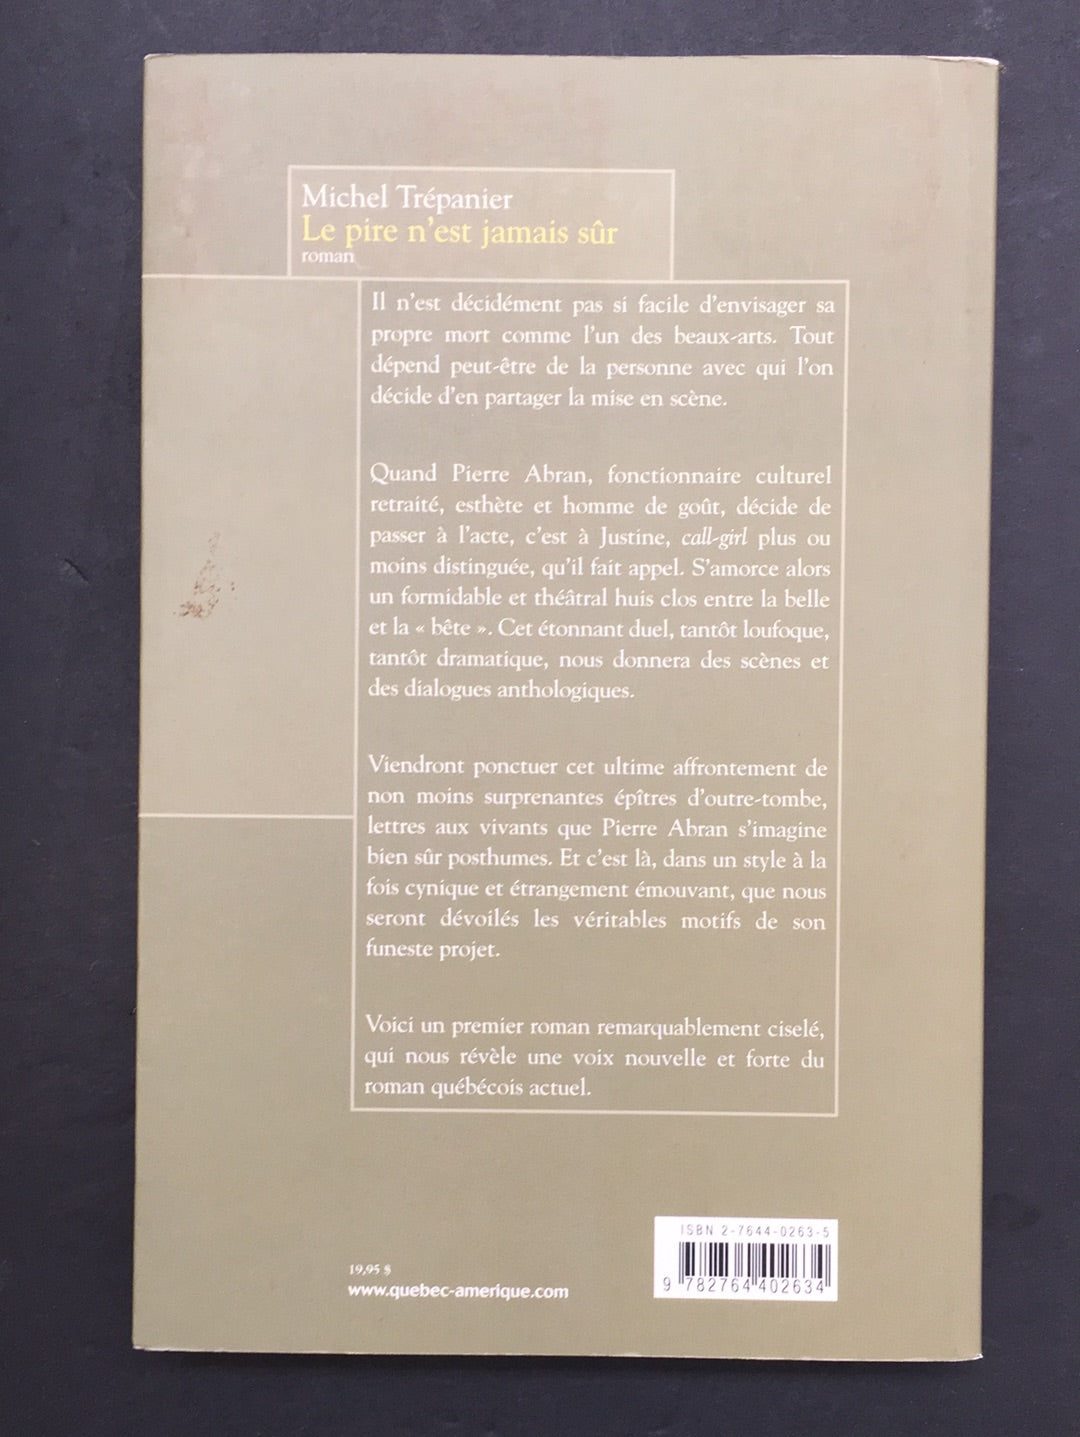 Michel Trépanier
Le pire n'est jamais sûr
roman
Il n'est décidément pas si facile d'envisager sa
propre mort comme l'un des beaux-arts. Tout
dépend peut-être de la personne avec qui l'on
décide d'en partager la mise en scène.
Quand Pierre Abran, fonctionnaire culturel
retraité, esthète et homme de goût, décide de
passer à l'acte, c'est à Justine, call-girl plus ou
moins distinguée, qu'il fait appel. S'amorce alors
un formidable et théâtral huis clos entre la belle
et la « bête ». Cet étonnant duel, tantôt loufoque,
tantôt dramatique, nous donnera des scènes et
des dialogues anthologiques.
Viendront ponctuer cet ultime affrontement de
non moins surprenantes épîtres d'outre-tombe,
lettres aux vivants que Pierre Abran s'imagine
bien sûr posthumes. Et c'est là, dans un style à la
fois cynique et étrangement émouvant, que nous
seront dévoilés les véritables motifs de son
funeste projet.
Voici un premier roman remarquablement ciselé,
qui nous révèle une voix nouvelle et forte du
roman québécois actuel.
ISBN 2-7644-0263-5
9 782764 402634
19,95 $
www.quebec-amerique.com